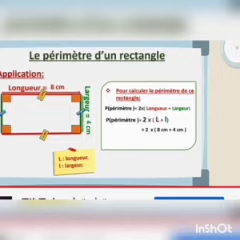 Le périmètre d'un rectangle
Application:
Longueur = 8 cm
Largeur = 4 cm
Pour calculer le périmètre de ce
rectangle:
P(périmètre )= 2x( Longueur + Largeur)
P(périmètre )= 2 x ( L + l)
= 2 x ( 8 cm + 4 cm )
L : longueur.
l : largeur.
InShOt